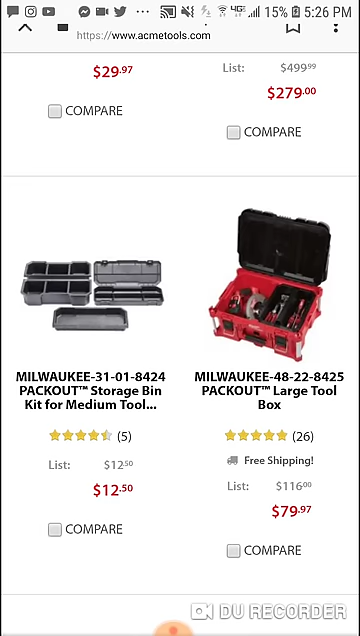 15% 5:26 PM
https://www.acmetools.com
$29.97
COMPARE
List: $499.99
$279.00
COMPARE
MILWAUKEE-31-01-8424
PACKOUT™ Storage Bin
Kit for Medium Tool...
(5)
List: $12.50
$12.50
COMPARE
MILWAUKEE-48-22-8425
PACKOUT™ Large Tool
Box
(26)
Free Shipping!
List: $116.00
$79.97
COMPARE
DU RECORDER